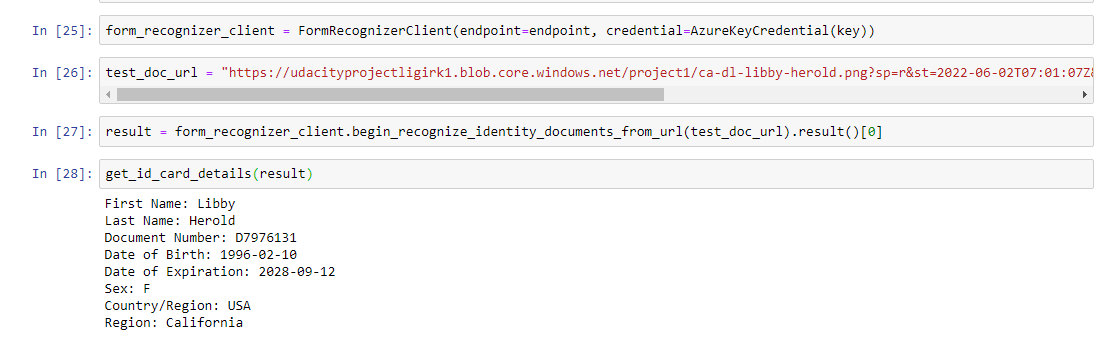 In [25]: form_recognizer_client = FormRecognizerClient(endpoint=endpoint, credential=AzureKeyCredential(key))
In [26]: test_doc_url = "https://udacityprojectligirk1.blob.core.windows.net/project1/ca-dl-libby-herold.png?sp=r&st=2022-06-02T07:01:07Z&
In [27]: result = form_recognizer_client.begin_recognize_identity_documents_from_url(test_doc_url).result()[0]
In [28]: get_id_card_details(result)
First Name: Libby
Last Name: Herold
Document Number: D7976131
Date of Birth: 1996-02-10
Date of Expiration: 2028-09-12
Sex: F
Country/Region: USA
Region: California